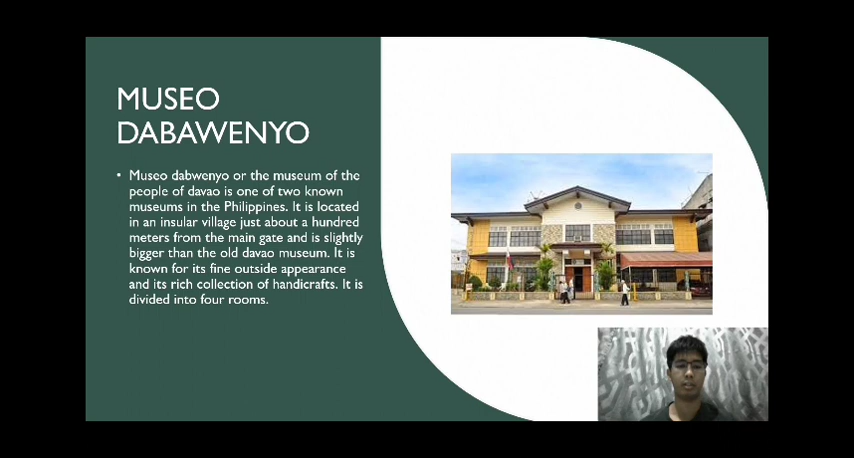 MUSEO
DABAWENYO
• Museo dabwenyo or the museum of the
people of davao is one of two known
museums in the Philippines. It is located
in an insular village just about a hundred
meters from the main gate and is slightly
bigger than the old davao museum. It is
known for its fine outside appearance
and its rich collection of handicrafts. It is
divided into four rooms.